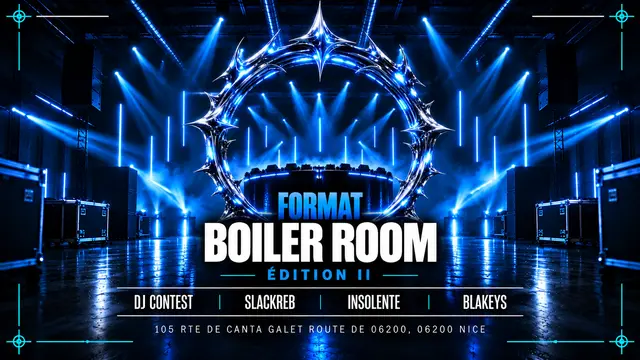 FORMAT
BOILER ROOM
ÉDITION II
DJ CONTEST | SLACKREB | INSOLENTE | BLAKEYS
105 RTE DE CANTA GALET ROUTE DE 06200, 06200 NICE